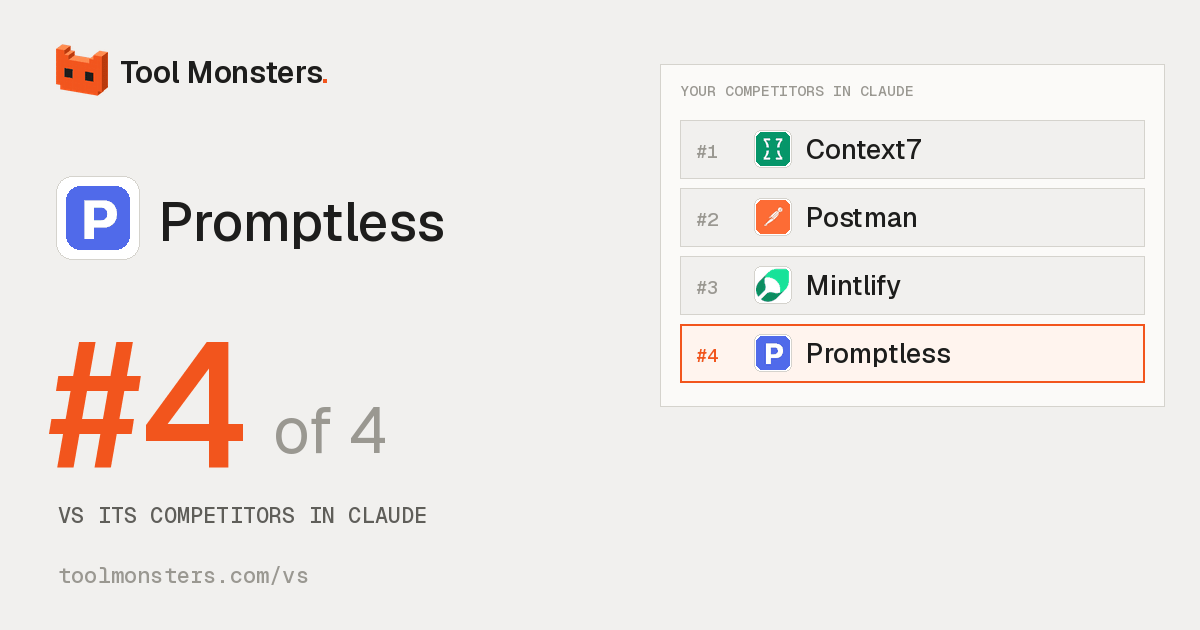 Tool Monsters.
Promptless
#4 of 4
VS ITS COMPETITORS IN CLAUDE
toolmonsters.com/vs
YOUR COMPETITORS IN CLAUDE
#1 Context7
#2 Postman
#3 Mintlify
#4 P Promptless